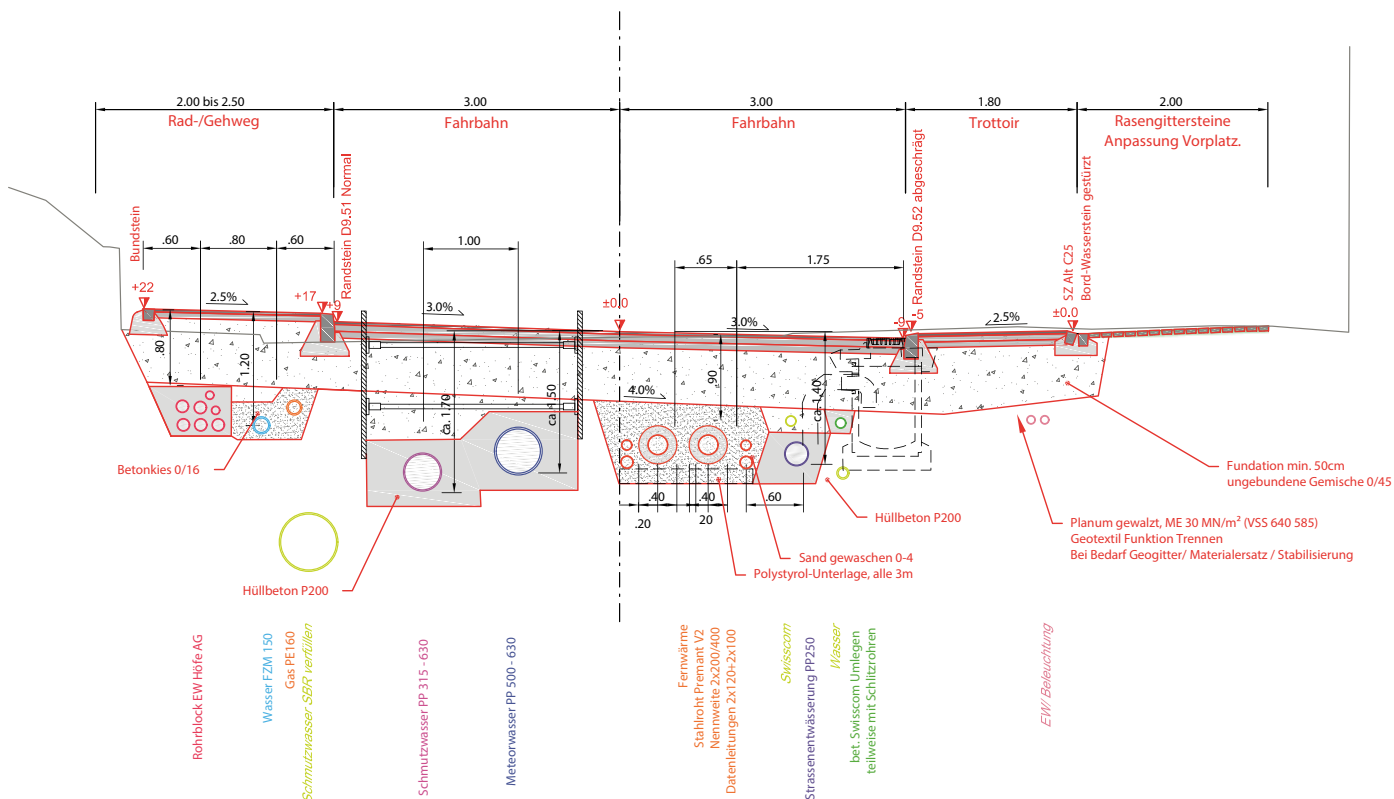 2.00 bis 2.50
Rad-/Gehweg
3.00
Fahrbahn
3.00
Fahrbahn
1.80
Trottoir
2.00
Rasengittersteine
Anpassung Vorplatz.
Bundstein
Randstein D9.51 Normal
Randstein D9.52 abgeschrägt
SZ Alt C25
Bord-Wasserstein gestürzt
.60
.80
.60
1.00
.65
1.75
+22
2.5%
+17
+9
3.0%
±0.0
3.0%
-9
-5
2.5%
±0.0
.80
1.20
ca. 1.70
ca 1.50
4.0%
.90
ca. 1.40
Betonkies 0/16
Hüllbeton P200
.40
.40
.60
.20
20
Hüllbeton P200
Sand gewaschen 0-4
Polystyrol-Unterlage, alle 3m
Fundation min. 50cm
ungebundene Gemische 0/45
Planum gewalzt, ME 30 MN/m² (VSS 640 585)
Geotextil Funktion Trennen
Bei Bedarf Geogitter/ Materialersatz / Stabilisierung
Rohrblock EW Höfe AG
Wasser FZM 150
Gas PE160
Schmutzwasser SBR verfüllen
Schmutzwasser PP 315 - 630
Meteorwasser PP 500 - 630
Fernwärme
Stahlroht Premant V2
Nennweite 2x200/400
Datenleitungen 2x120+2x100
Swisscom
Strassenentwässerung PP250
Wasser
bet. Swisscom Umlegen
teilweise mit Schlitzrohren
EW/ Beleuchtung